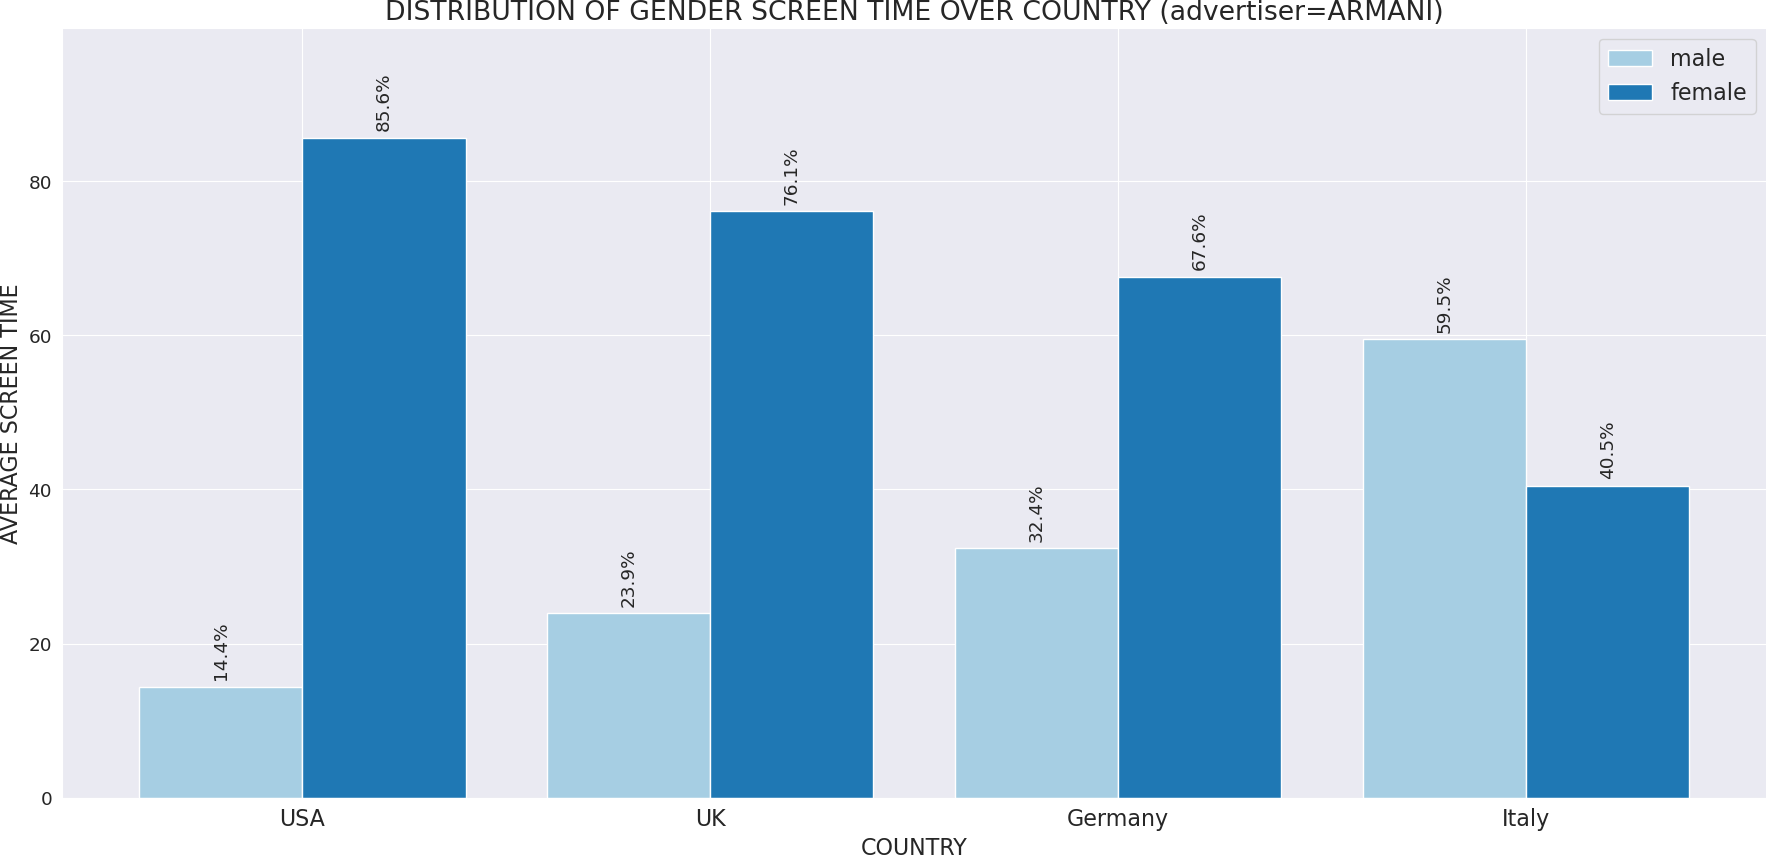 DISTRIBUTION OF GENDER SCREEN TIME OVER COUNTRY (advertiser=ARMANI)
male
female
AVERAGE SCREEN TIME
80
60
40
20
0
14.4%
85.6%
23.9%
76.1%
32.4%
67.6%
59.5%
40.5%
USA
UK
Germany
Italy
COUNTRY